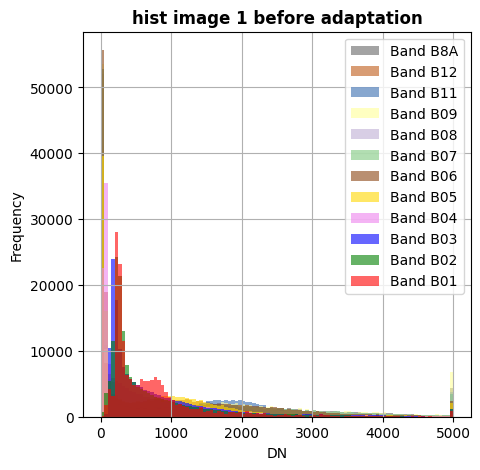 hist image 1 before adaptation
Frequency
50000
40000
30000
20000
10000
0
Band B8A
Band B12
Band B11
Band B09
Band B08
Band B07
Band B06
Band B05
Band B04
Band B03
Band B02
Band B01
0 1000 2000 3000 4000 5000
DN